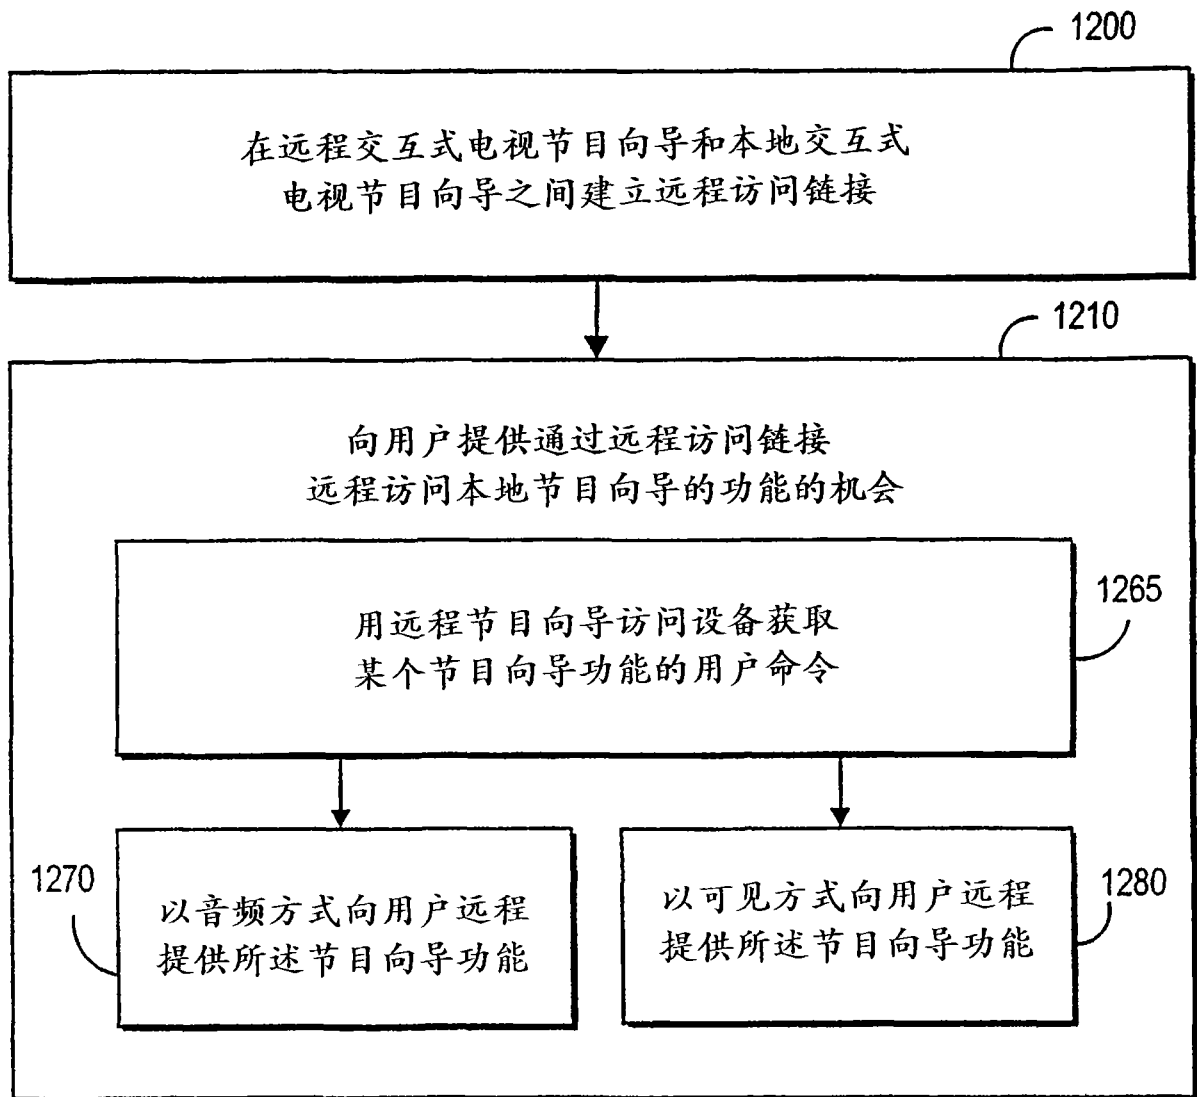 1200
在远程交互式电视节目向导和本地交互式
电视节目向导之间建立远程访问链接
1210
向用户提供通过远程访问链接
远程访问本地节目向导的功能的机会
1265
用远程节目向导访问设备获取
某个节目向导功能的用户命令
1270
以音频方式向用户远程
提供所述节目向导功能
1280
以可见方式向用户远程
提供所述节目向导功能